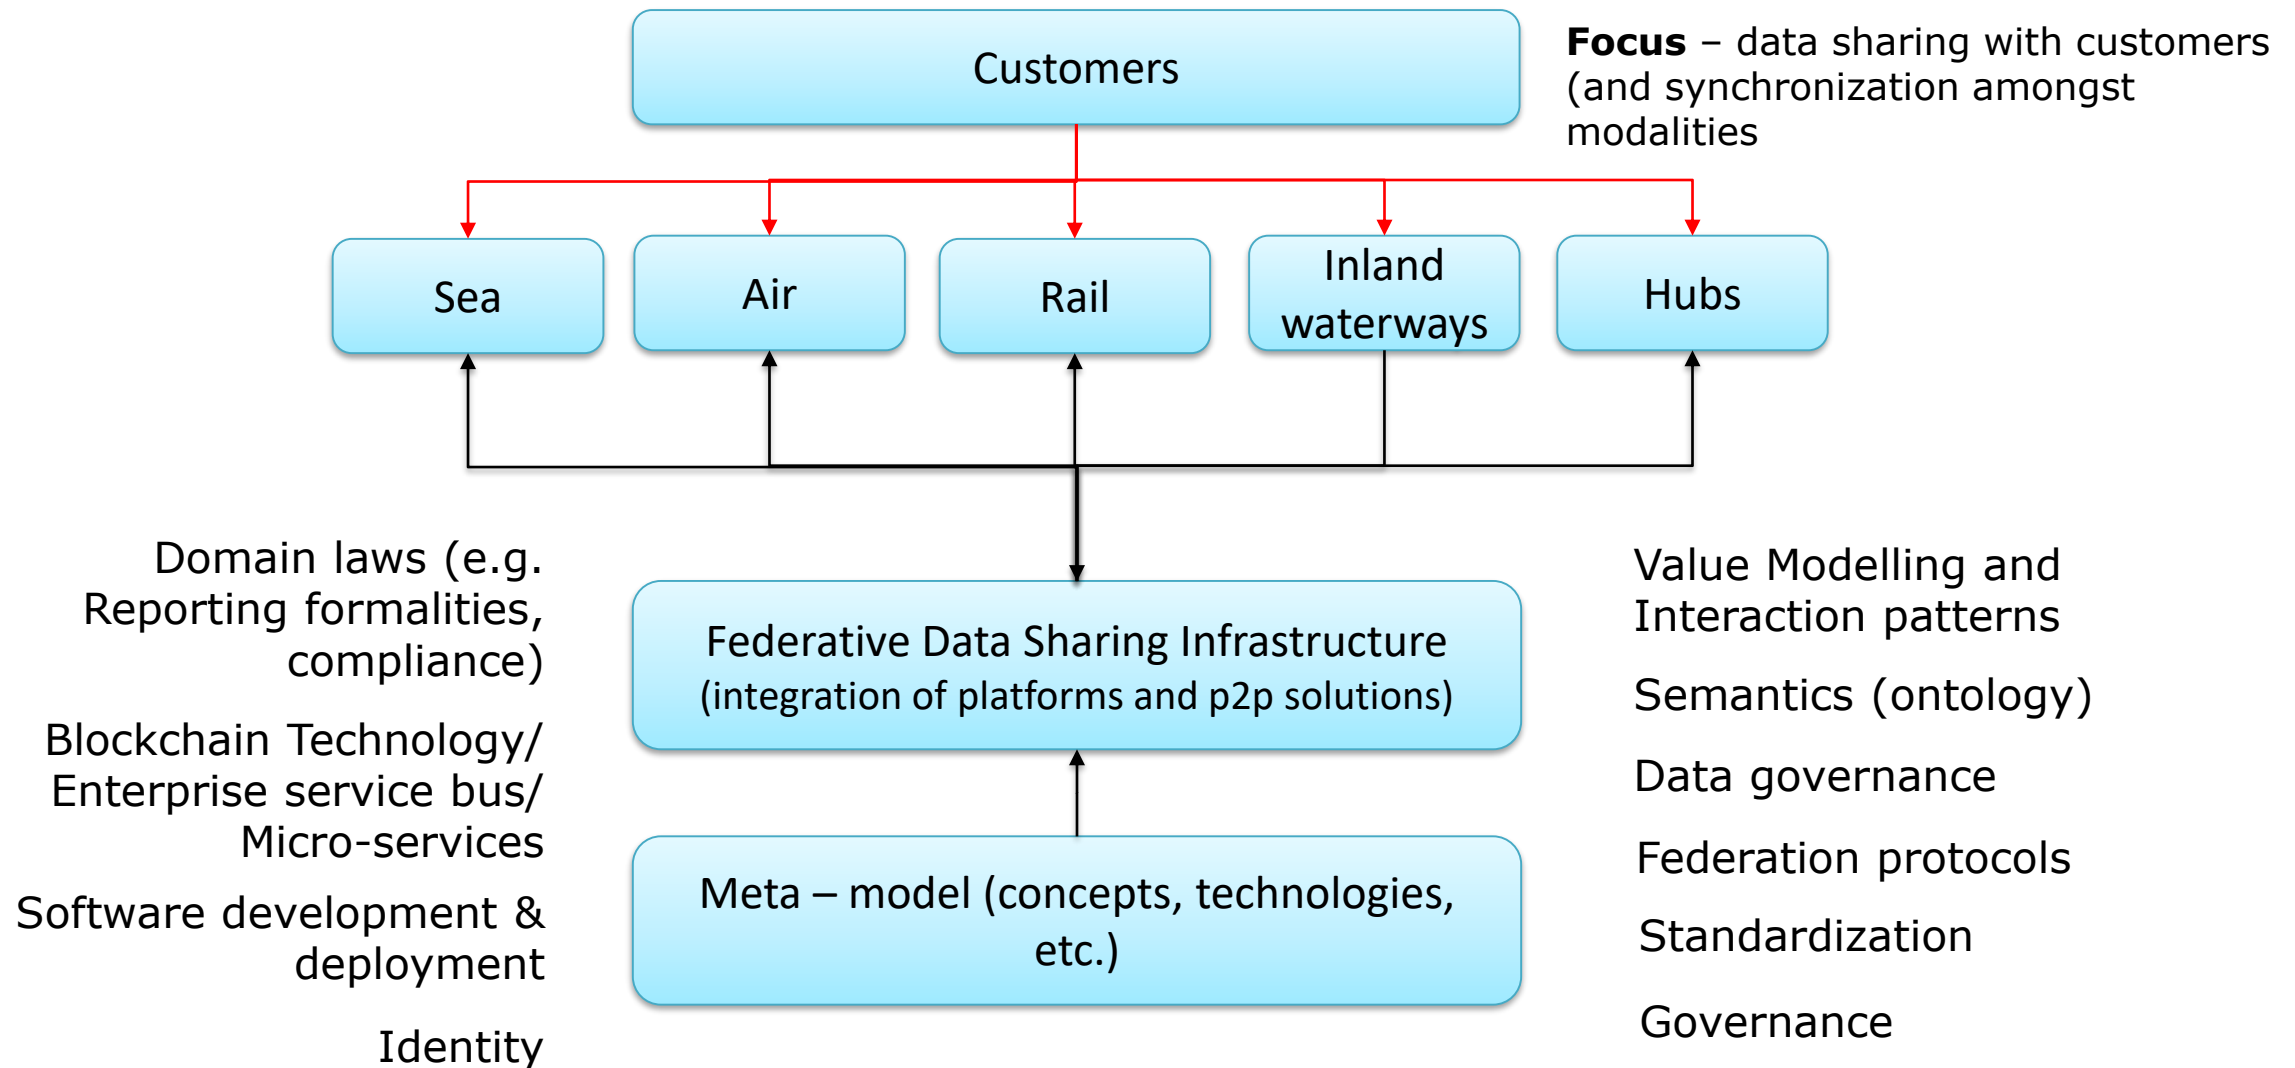 Customers
Focus – data sharing with customers
(and synchronization amongst
modalities
Sea
Air
Rail
Inland
waterways
Hubs
Domain laws (e.g.
Reporting formalities,
compliance)
Blockchain Technology/
Enterprise service bus/
Micro-services
Software development &
deployment
Identity
Federative Data Sharing Infrastructure
(integration of platforms and p2p solutions)
Meta – model (concepts, technologies,
etc.)
Value Modelling and
Interaction patterns
Semantics (ontology)
Data governance
Federation protocols
Standardization
Governance